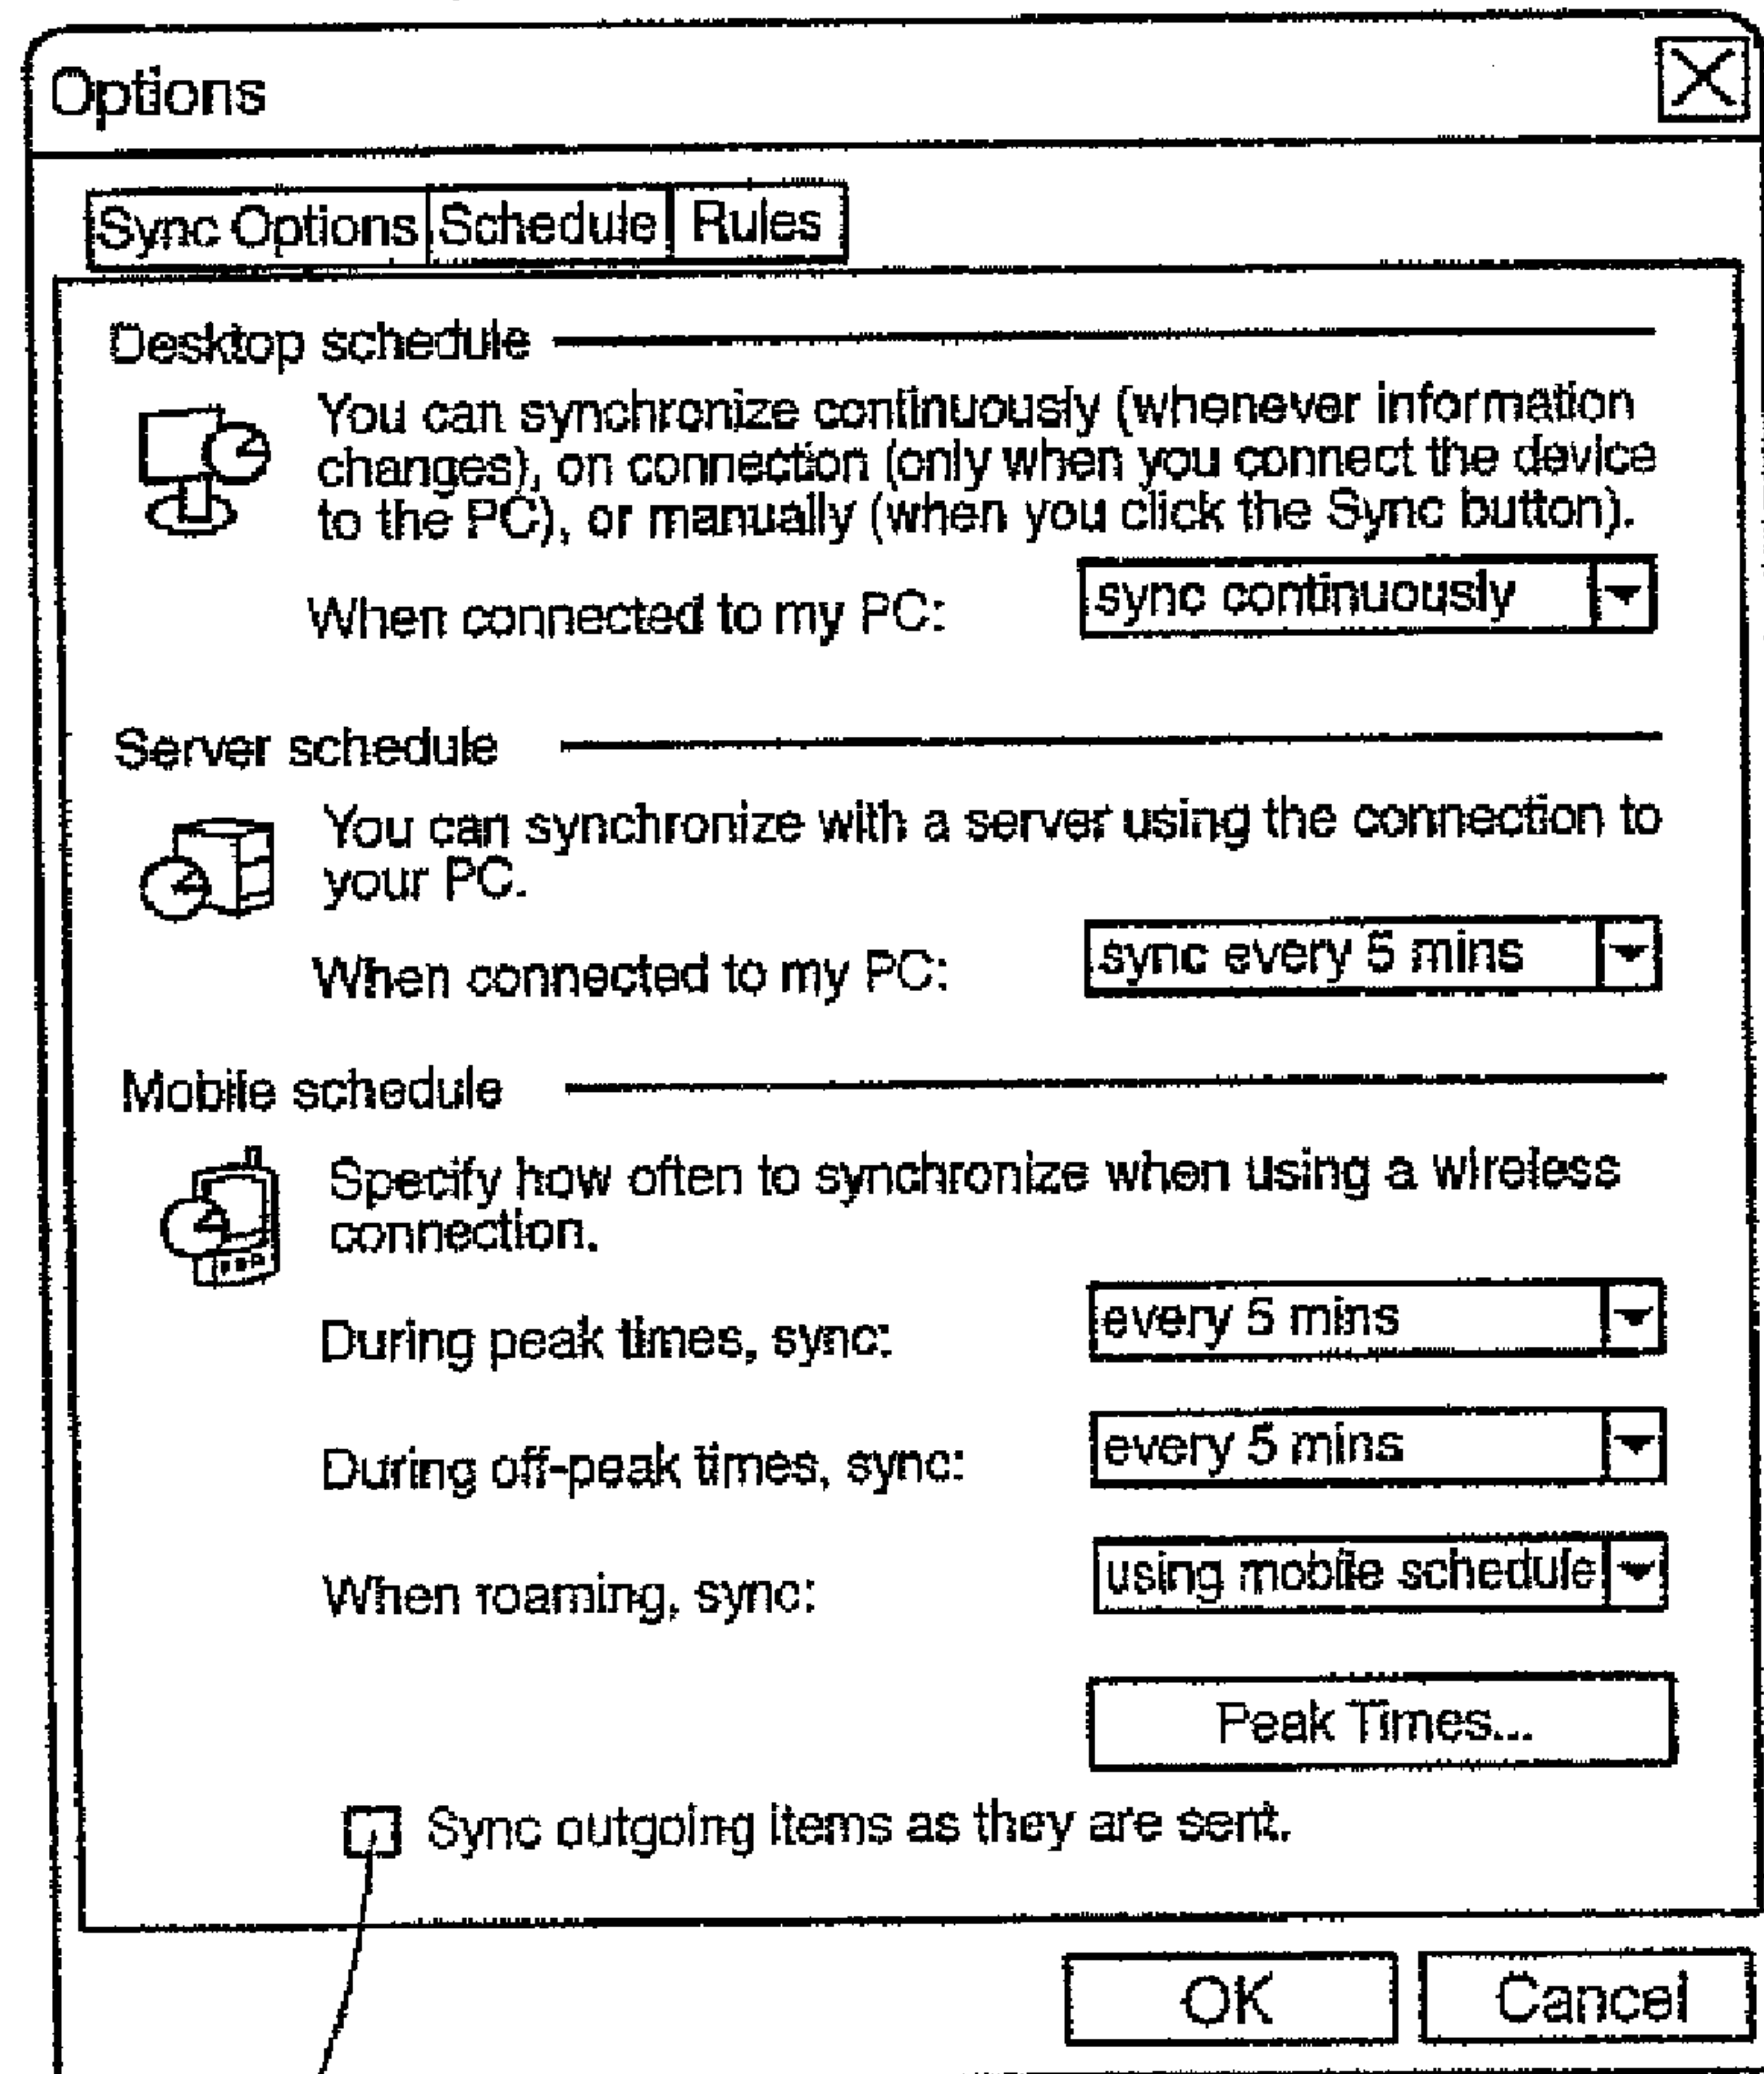 Options
Sync Options Schedule Rules
Desktop schedule
You can synchronize continuously (whenever information
changes), on connection (only when you connect the device
to the PC), or manually (when you click the Sync button).
When connected to my PC: sync continuously
Server schedule
You can synchronize with a server using the connection to
your PC.
When connected to my PC: sync every 5 mins
Mobile schedule
Specify how often to synchronize when using a wireless
connection.
During peak times, sync: every 5 mins
During off-peak times, sync: every 5 mins
When roaming, sync: using mobile schedule
Peak Times...
Sync outgoing items as they are sent.
OK Cancel